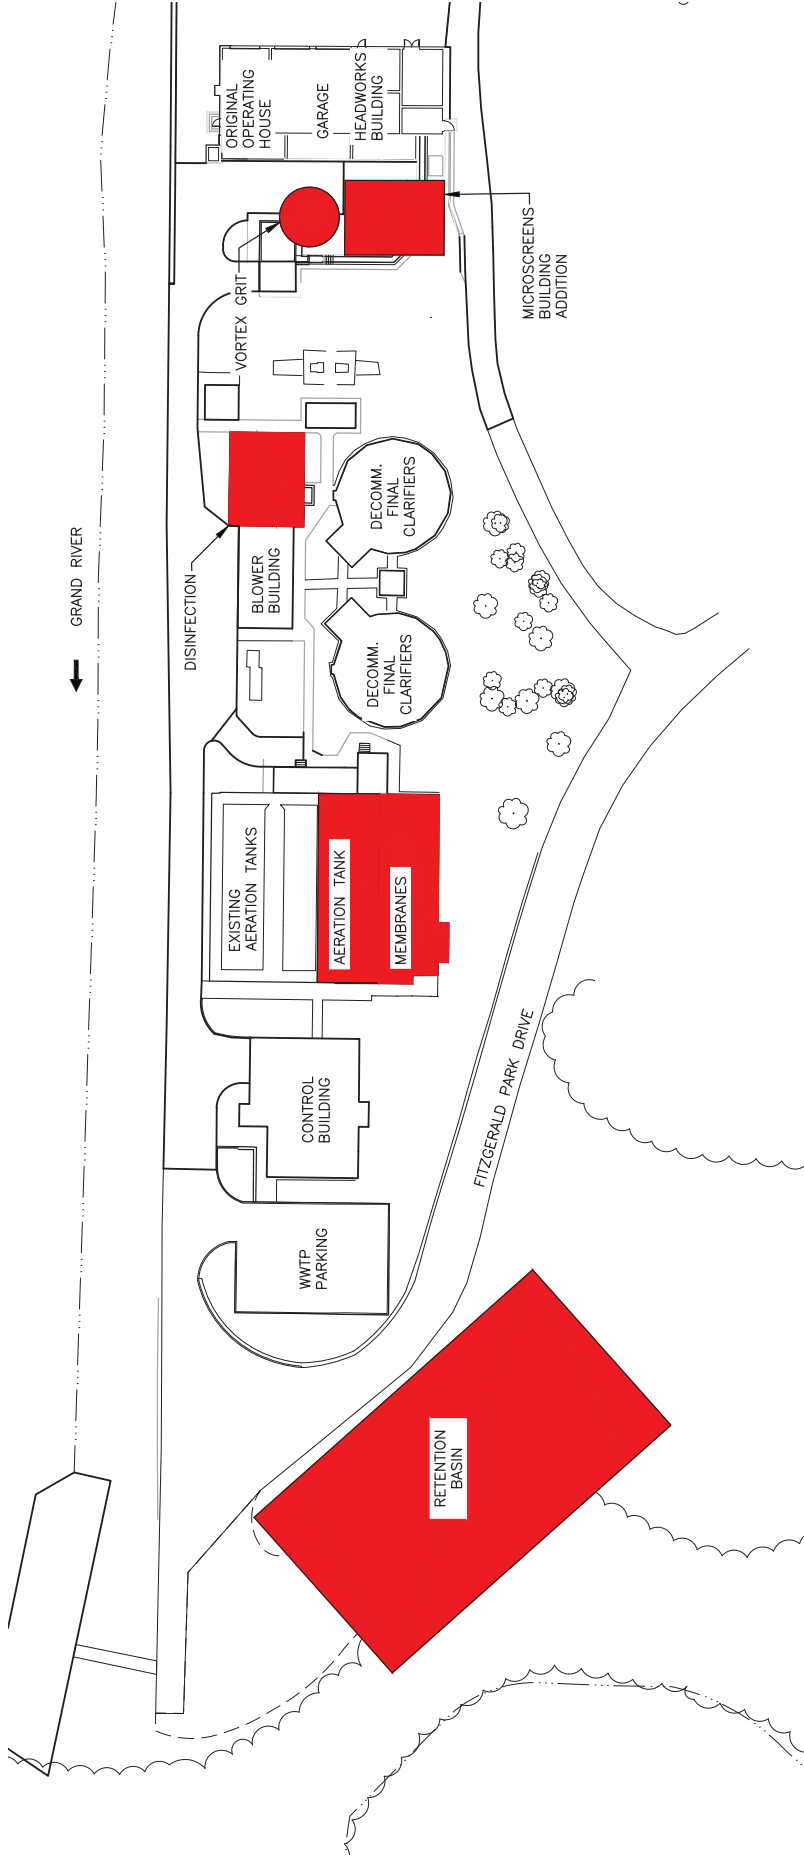 ORIGINAL
OPERATING
HOUSE
GARAGE
HEADWORKS
BUILDING
MICROSCREENS
BUILDING
ADDITION
VORTEX GRIT
DECOMM.
FINAL
CLARIFIERS
GRAND RIVER
DISINFECTION
BLOWER
BUILDING
DECOMM.
FINAL
CLARIFIERS
EXISTING
AERATION TANKS
AERATION TANK
MEMBRANES
FITZGERALD PARK DRIVE
CONTROL
BUILDING
WWTP
PARKING
RETENTION
BASIN